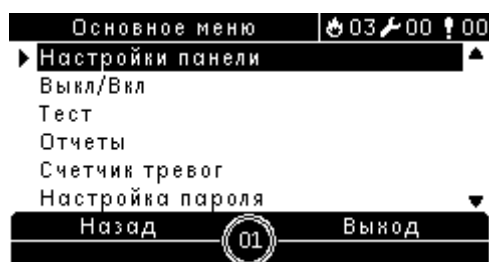 Основное меню 03 00 00
Настройки панели
Выкл/Вкл
Тест
Отчеты
Счетчик тревог
Настройка пароля
Назад 01 Выход